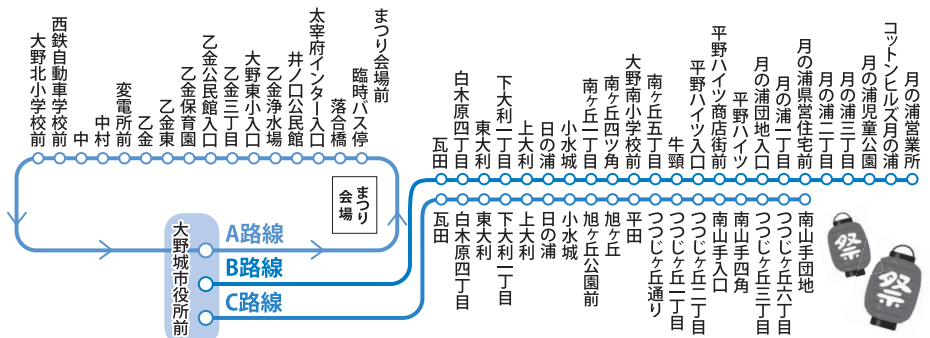 大野北小学校前
西鉄自動車学校前
中
中村
変電所前
乙金
乙金東
乙金保育園
乙金公民館入口
乙金三丁目
大野東小入口
乙金浄水場
井ノ口公民館
太宰府インター入口
落合橋
臨時バス停
まつり会場前
まつり
会場
大野城市役所前
A路線
B路線
C路線
瓦田
白木原四丁目
東大利
下大利一丁目
上大利
日の浦
小水城
南ヶ丘一丁目
南ヶ丘四ツ角
大野南小学校前
南ヶ丘五丁目
牛頸
平野ハイツ入口
平野ハイツ商店街前
平野ハイツ
月の浦団地入口
月の浦一丁目
月の浦県営住宅前
月の浦二丁目
月の浦三丁目
月の浦児童公園
コットンヒルズ月の浦
月の浦営業所
瓦田
白木原四丁目
東大利
下大利一丁目
上大利
日の浦
小水城
旭ヶ丘公園前
旭ヶ丘
平田
つつじヶ丘通り
つつじヶ丘一丁目
つつじヶ丘二丁目
南山手入口
南山手四角
つつじヶ丘三丁目
つつじヶ丘六丁目
南山手団地
祭
祭